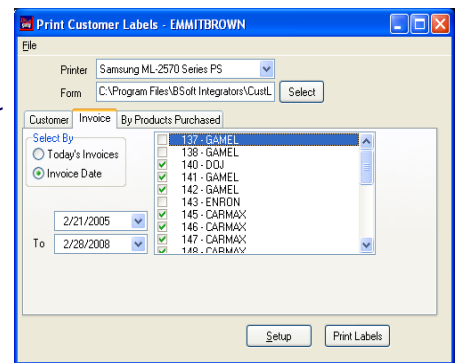 Print Customer Labels - EMMITBROWN
File
Printer Samsung ML-2570 Series PS
Form C:\Program Files\BSoft Integrators\CustL Select
Customer Invoice By Products Purchased
Select By
Today's Invoices
Invoice Date
2/21/2005
To 2/28/2008
137 - GAMEL
138 - GAMEL
140 - DOJ
141 - GAMEL
142 - GAMEL
143 - ENRON
145 - CARMAX
146 - CARMAX
147 - CARMAX
148 - CARMAX
Setup Print Labels